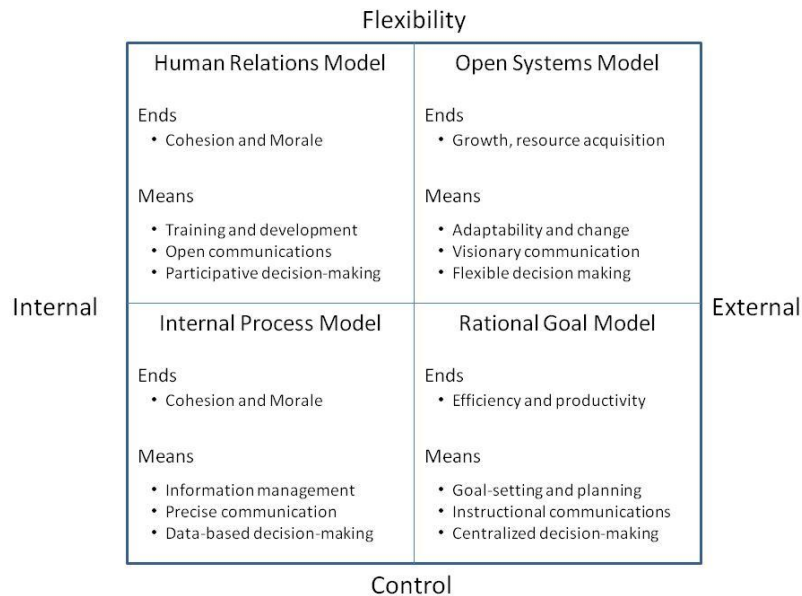 Flexibility
Human Relations Model
Ends
• Cohesion and Morale
Means
• Training and development
• Open communications
• Participative decision-making
Open Systems Model
Ends
• Growth, resource acquisition
Means
• Adaptability and change
• Visionary communication
• Flexible decision making
Internal
External
Internal Process Model
Ends
• Cohesion and Morale
Means
• Information management
• Precise communication
• Data-based decision-making
Rational Goal Model
Ends
• Efficiency and productivity
Means
• Goal-setting and planning
• Instructional communications
• Centralized decision-making
Control